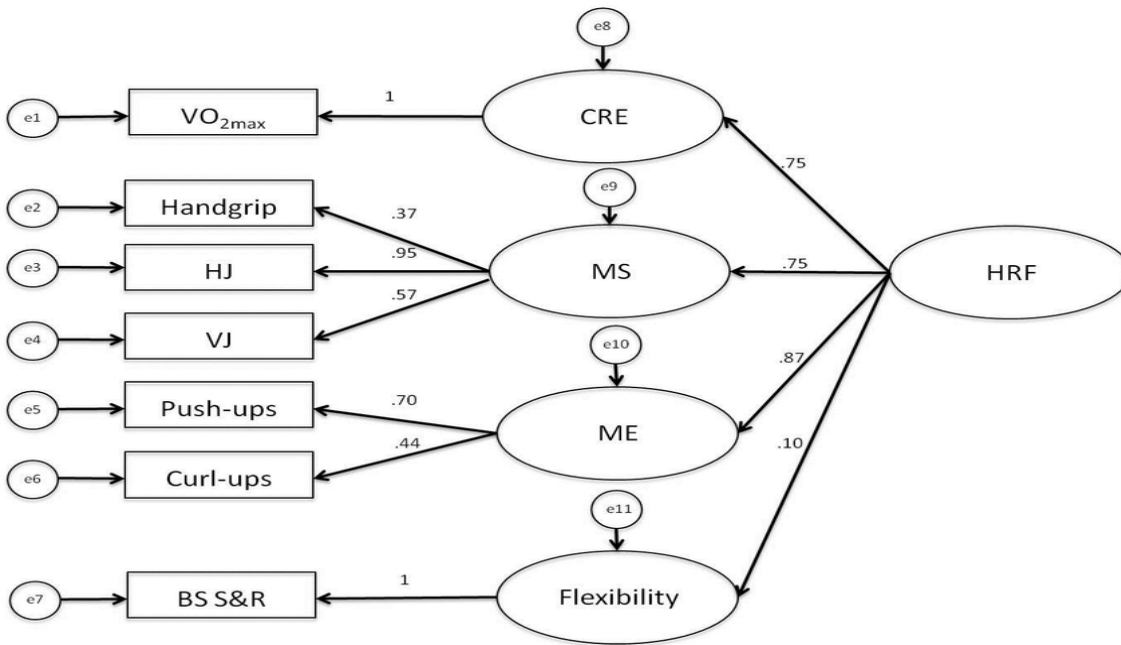 e8
e1
VO2max
1
CRE
.75
e9
e2
Handgrip
.37
e3
HJ
.95
MS
.75
HRF
.57
e4
VJ
e10
.87
e5
Push-ups
.70
ME
.44
.10
e6
Curl-ups
e11
e7
BS S&R
1
Flexibility